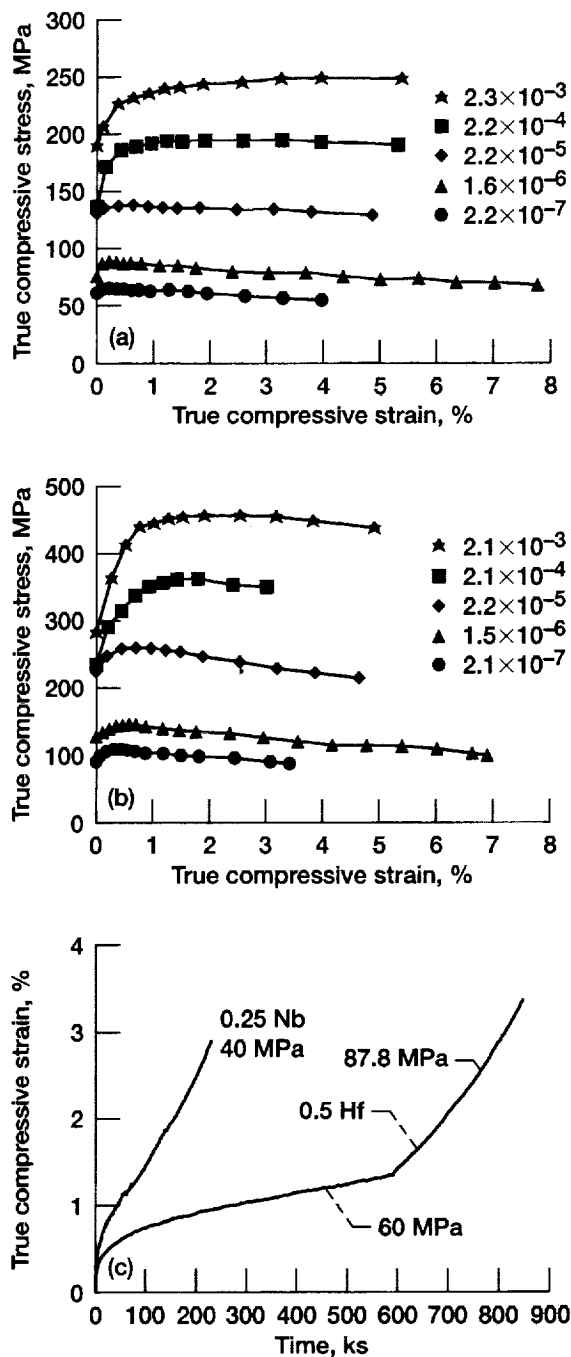 True compressive stress, MPa
300
250
200
150
100
50
0
(a)
2.3×10⁻³
2.2×10⁻⁴
2.2×10⁻⁵
1.6×10⁻⁶
2.2×10⁻⁷
0 1 2 3 4 5 6 7 8
True compressive strain, %
True compressive stress, MPa
500
400
300
200
100
0
(b)
2.1×10⁻³
2.1×10⁻⁴
2.2×10⁻⁵
1.5×10⁻⁶
2.1×10⁻⁷
0 1 2 3 4 5 6 7 8
True compressive strain, %
True compressive strain, %
4
3
2
1
0
(c)
0.25 Nb
40 MPa
87.8 MPa
0.5 Hf
60 MPa
0 100 200 300 400 500 600 700 800 900
Time, ks